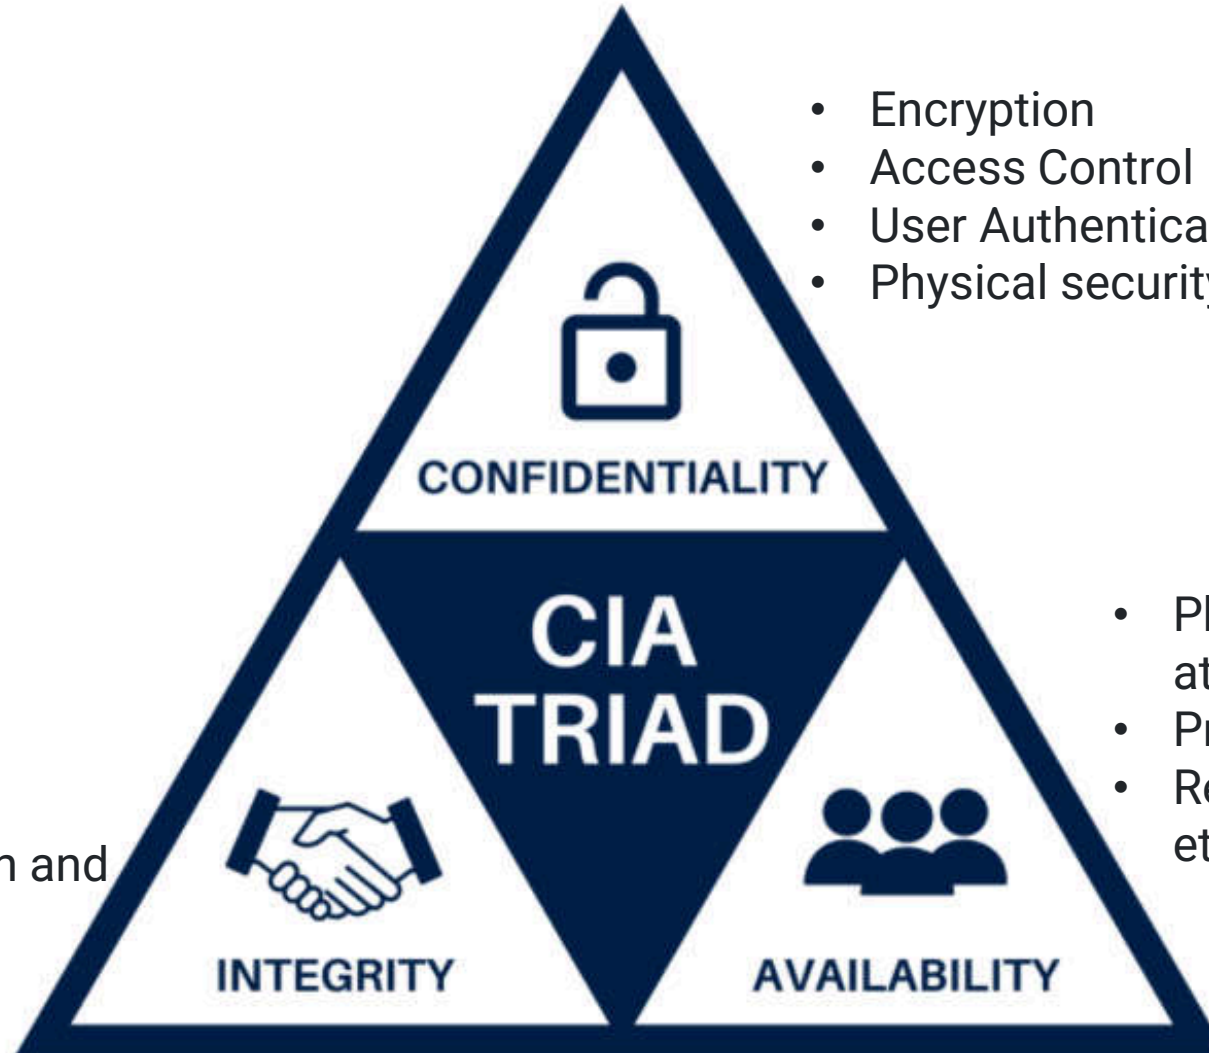 • Encryption
• Access Control
• User Authentica
• Physical security
CONFIDENTIALITY
CIA
TRIAD
• Pl
at
• Pr
• Re
et
n and
INTEGRITY
AVAILABILITY